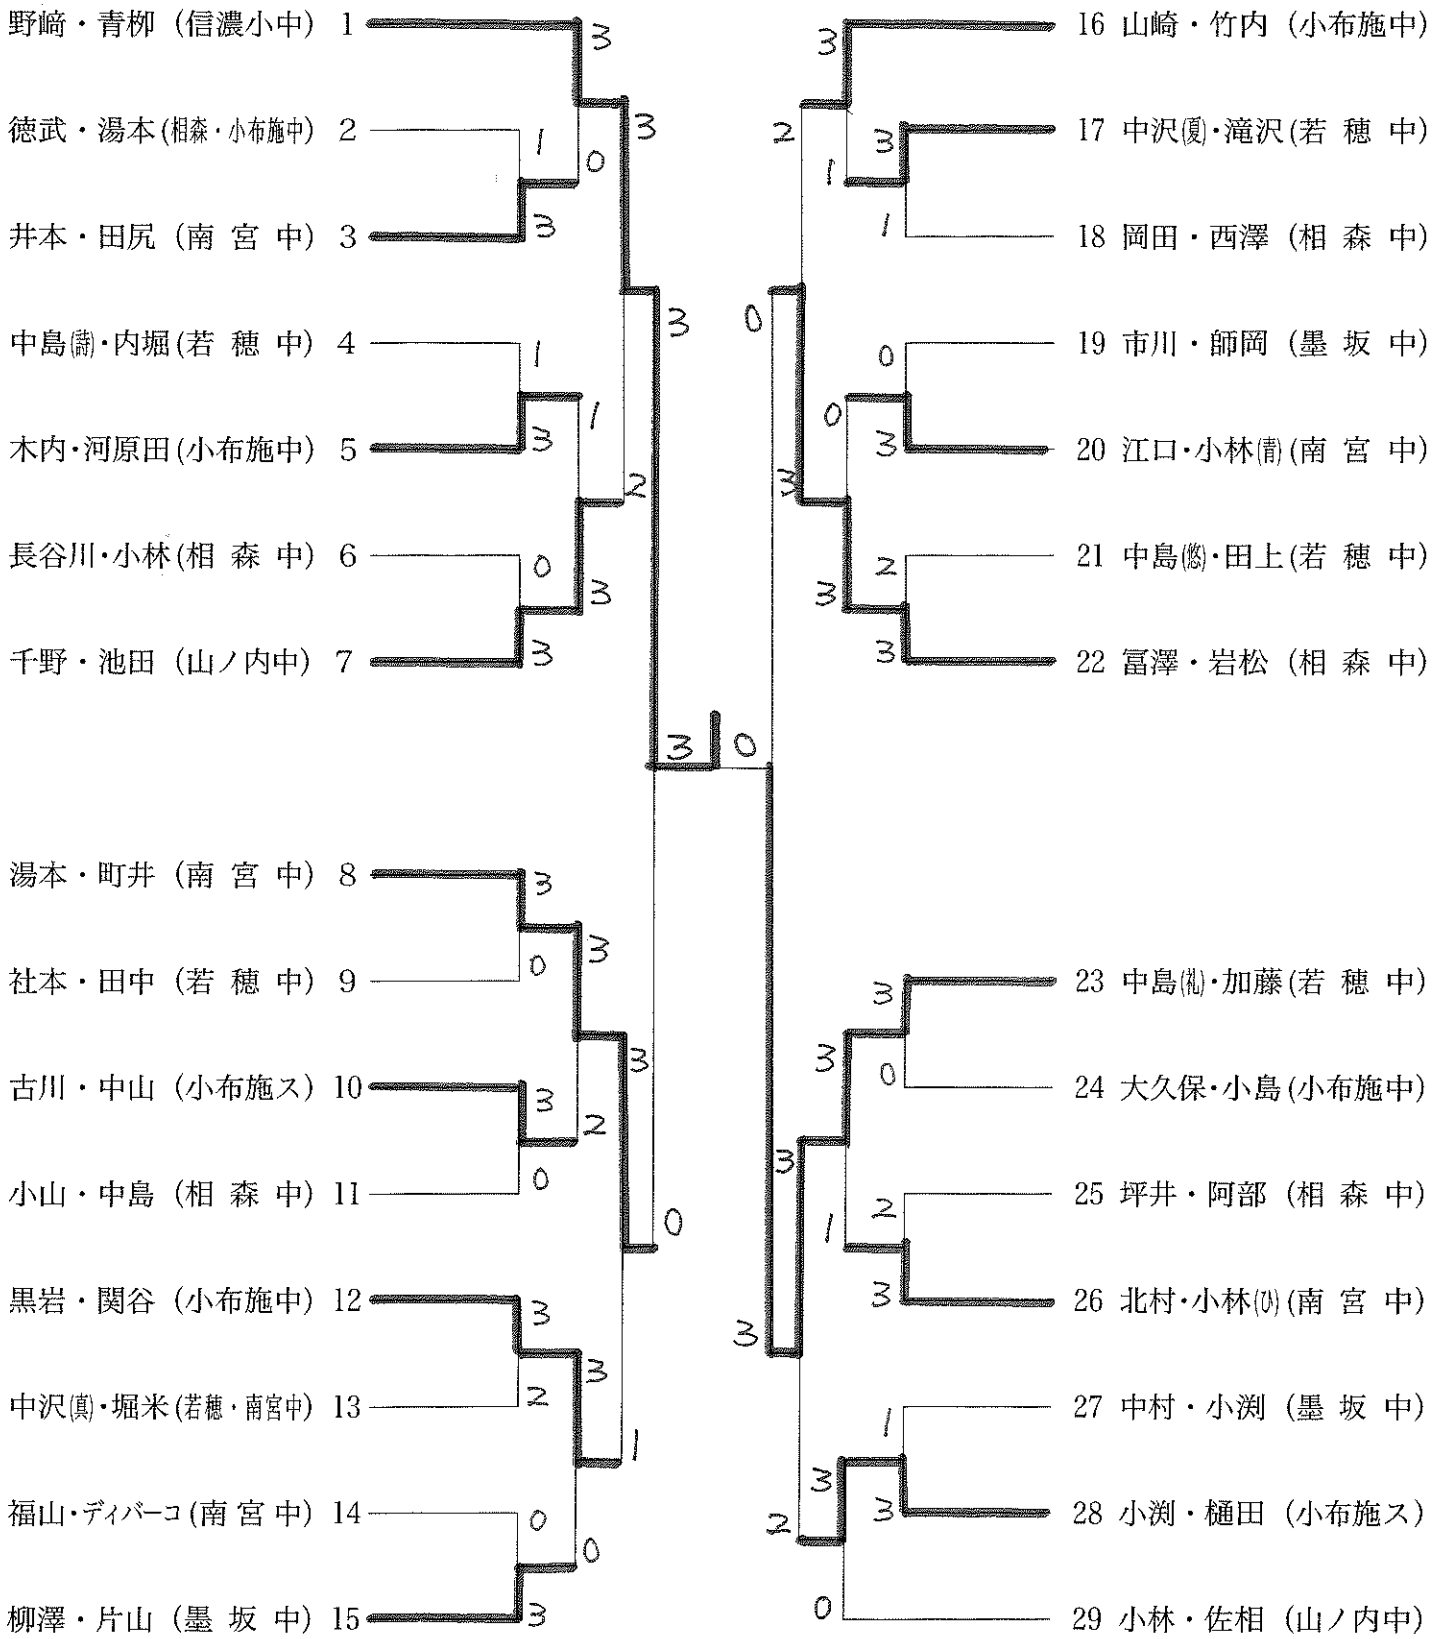 野﨑・青栁 (信濃小中) 1
3
徳武・湯本 (相森・小布施中) 2
1
0
3
井本・田尻 (南宮中) 3
3
中島(詩)・内堀 (若穂中) 4
1
1
木内・河原田 (小布施中) 5
3
2
長谷川・小林 (相森中) 6
0
3
千野・池田 (山ノ内中) 7
3
3
湯本・町井 (南宮中) 8
3
3
社本・田中 (若穂中) 9
0
古川・中山 (小布施ス) 10
3
2
3
小山・中島 (相森中) 11
0
0
黒岩・関谷 (小布施中) 12
3
3
中沢(真)・堀米 (若穂・南宮中) 13
2
1
福山・ディバーコ (南宮中) 14
0
0
柳澤・片山 (墨坂中) 15
3
3 0
16 山崎・竹内 (小布施中)
3
2
17 中沢(夏)・滝沢 (若穂中)
3
1
18 岡田・西澤 (相森中)
1
0
19 市川・師岡 (墨坂中)
0
0
20 江口・小林(青) (南宮中)
3
3
21 中島(悠)・田上 (若穂中)
2
3
22 冨澤・岩松 (相森中)
3
23 中島(礼)・加藤 (若穂中)
3
3
24 大久保・小島 (小布施中)
0
3
25 坪井・阿部 (相森中)
2
1
26 北村・小林(ひ) (南宮中)
3
3
27 中村・小渕 (墨坂中)
1
3
28 小渕・樋田 (小布施ス)
3
2
29 小林・佐相 (山ノ内中)
0